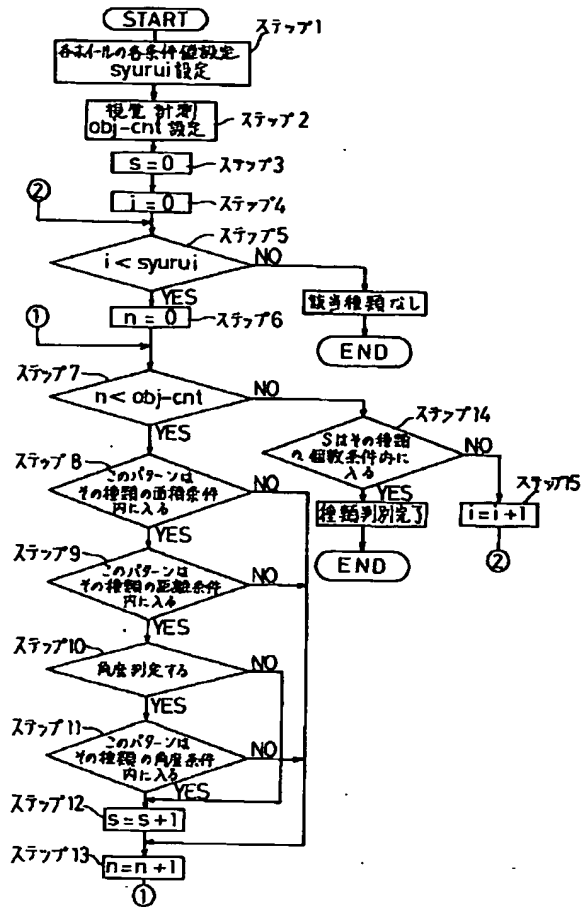 START
ステップ1
各ホイールの各条件値設定
syurui 設定
視覚 計測
obj-cnt 設定
ステップ2
s=0
ステップ3
②
i=0
ステップ4
ステップ5
i < syurui
NO
YES
該当種類なし
END
①
n = 0
ステップ6
ステップ7
n < obj-cnt
NO
YES
ステップ14
Sはその種類
の個数条件内に
入る
NO
YES
種類判別完了
END
ステップ15
i=i+1
②
ステップ8
このパターンは
その種類の面積条件
内に入る
NO
YES
ステップ9
このパターンは
その種類の距離条件
内に入る
NO
YES
ステップ10
角度判定する
NO
YES
ステップ11
このパターンは
その種類の角度条件
内に入る
NO
YES
ステップ12
s=s+1
ステップ13
n=n+1
①